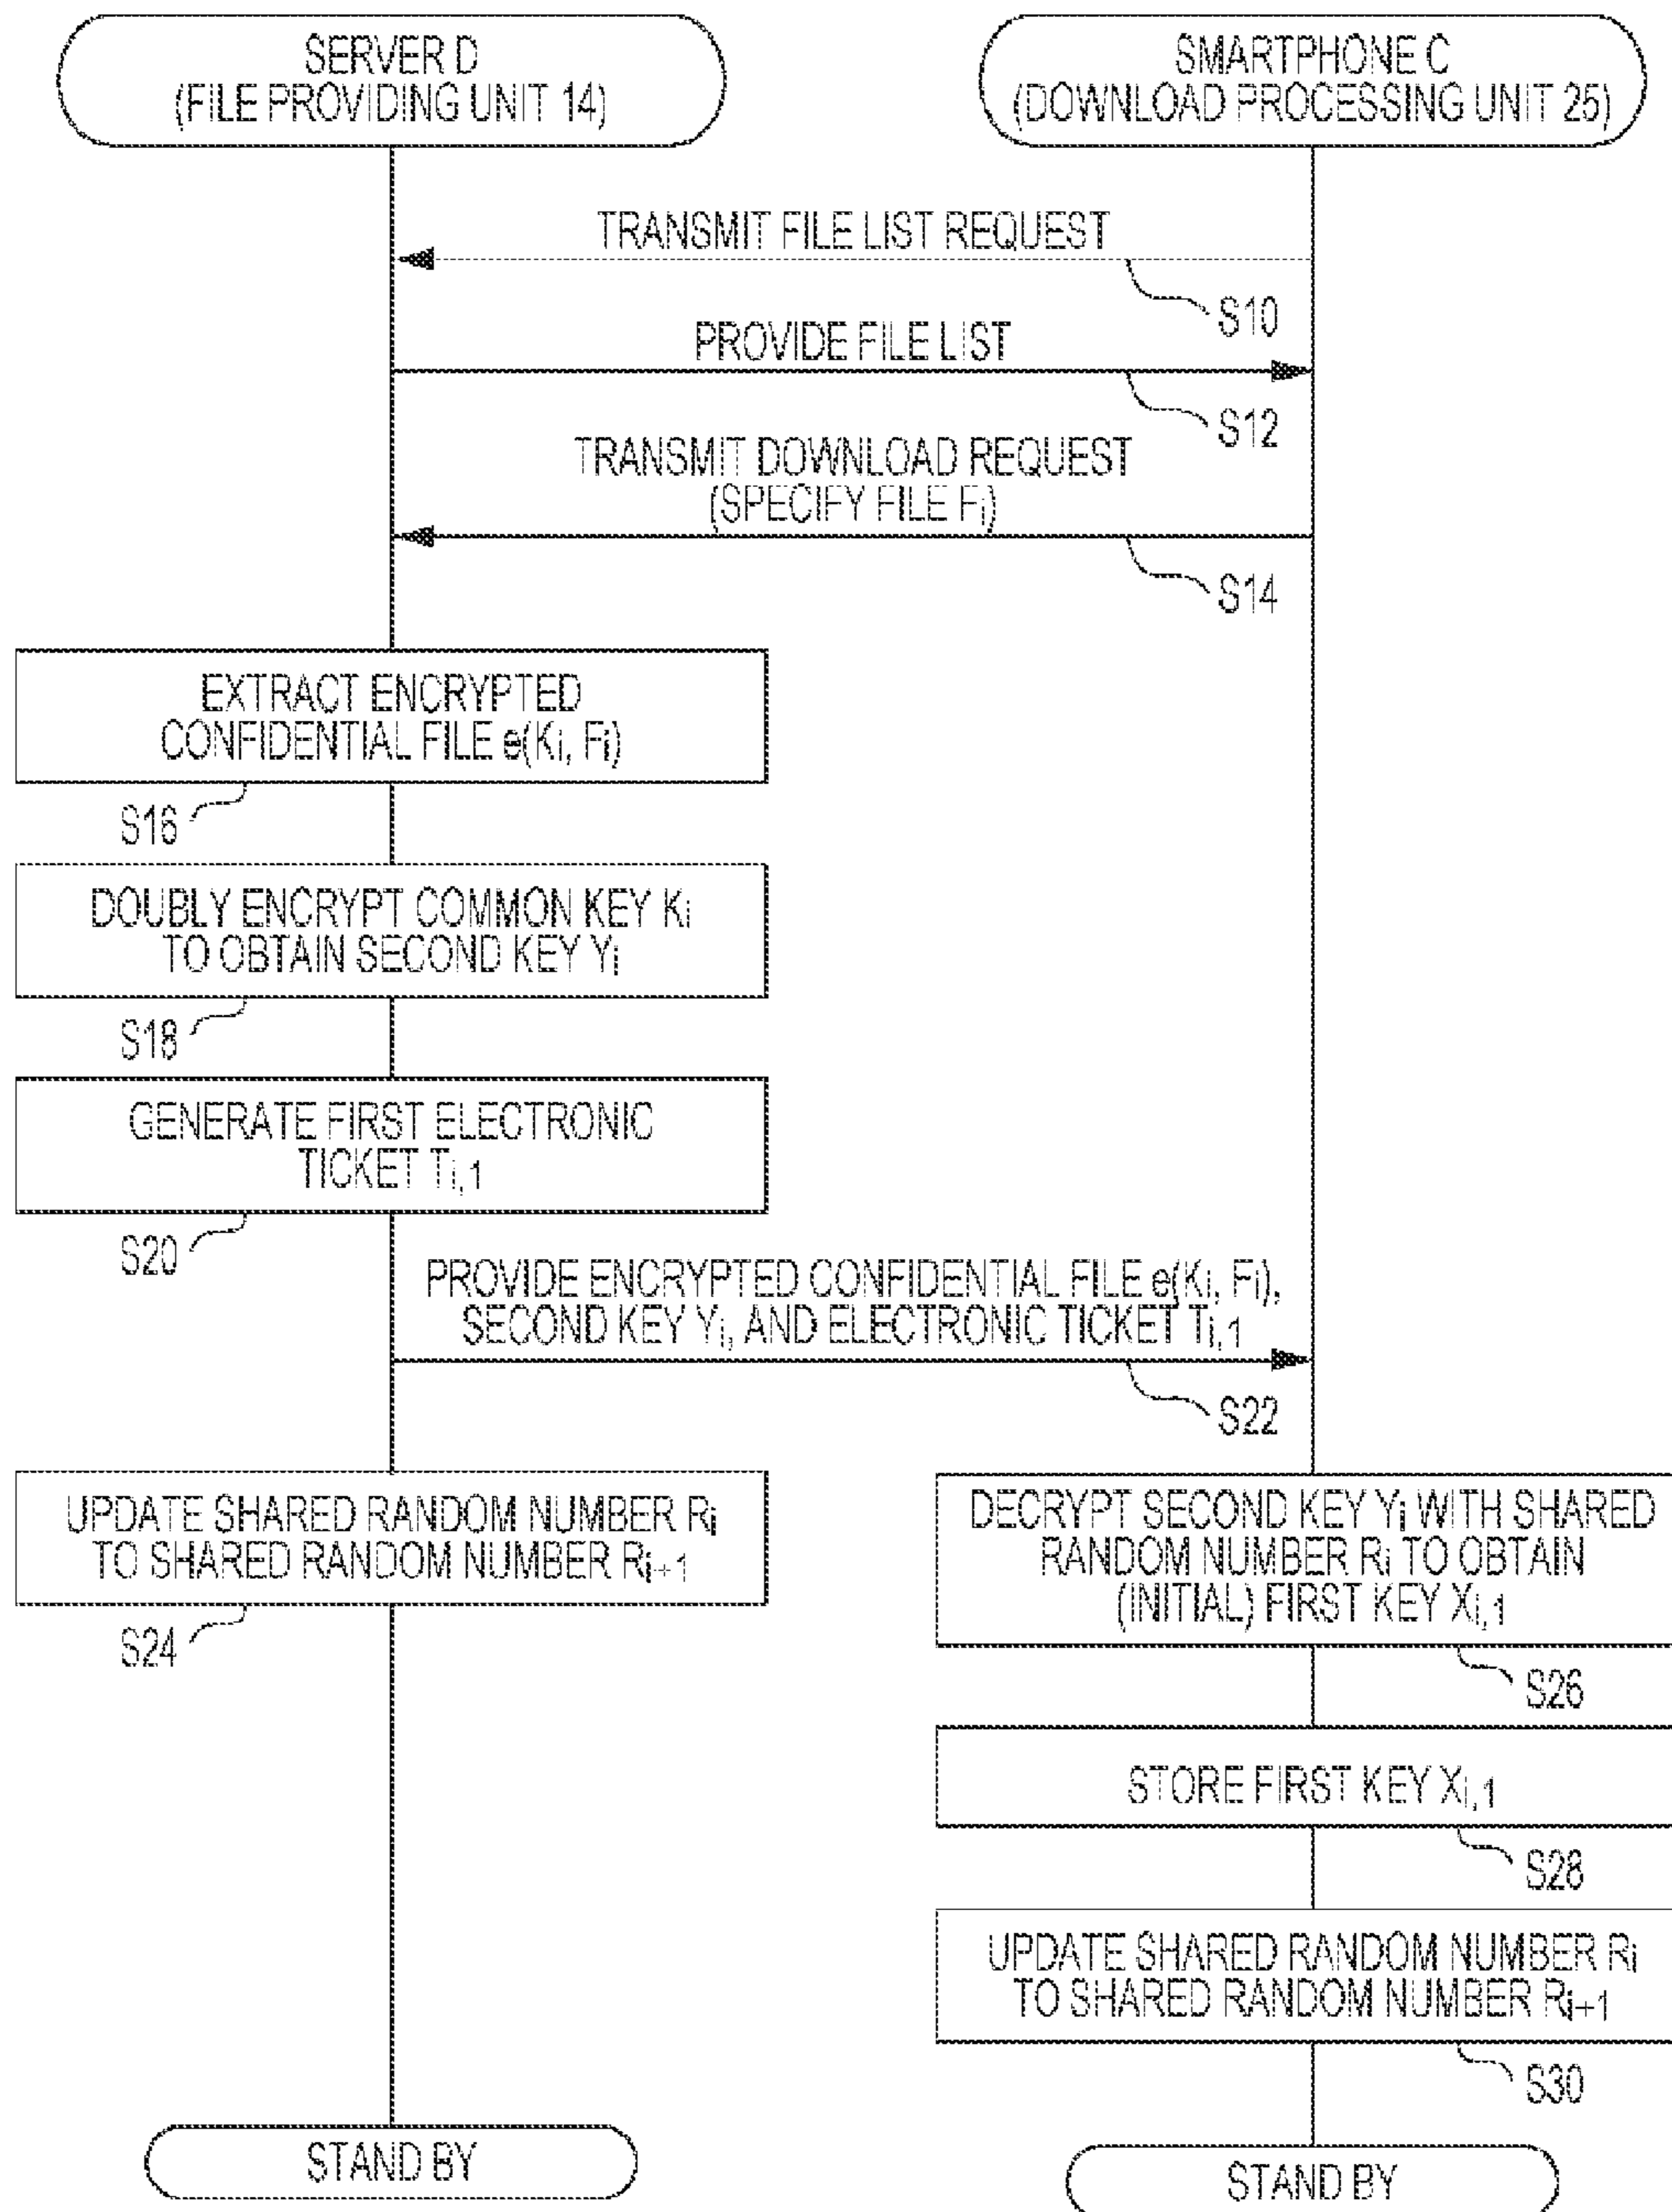 SERVER D
(FILE PROVIDING UNIT 14)
SMARTPHONE C
(DOWNLOAD PROCESSING UNIT 25)
TRANSMIT FILE LIST REQUEST
S10
PROVIDE FILE LIST
S12
TRANSMIT DOWNLOAD REQUEST
(SPECIFY FILE Fi)
S14
EXTRACT ENCRYPTED
CONFIDENTIAL FILE e(Ki, Fi)
S16
DOUBLY ENCRYPT COMMON KEY Ki
TO OBTAIN SECOND KEY Yi
S18
GENERATE FIRST ELECTRONIC
TICKET Ti,1
S20
PROVIDE ENCRYPTED CONFIDENTIAL FILE e(Ki, Fi),
SECOND KEY Yi, AND ELECTRONIC TICKET Ti,1
S22
UPDATE SHARED RANDOM NUMBER Ri
TO SHARED RANDOM NUMBER Ri+1
S24
DECRYPT SECOND KEY Yi WITH SHARED
RANDOM NUMBER Ri TO OBTAIN
(INITIAL) FIRST KEY Xi,1
S26
STORE FIRST KEY Xi,1
S28
UPDATE SHARED RANDOM NUMBER Ri
TO SHARED RANDOM NUMBER Ri+1
S30
STAND BY
STAND BY